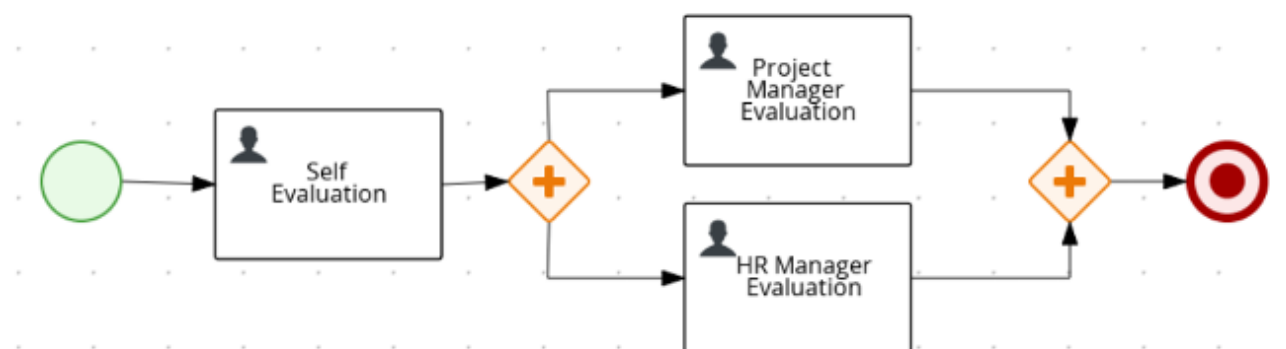 Self
Evaluation
Project
Manager
Evaluation
HR Manager
Evaluation